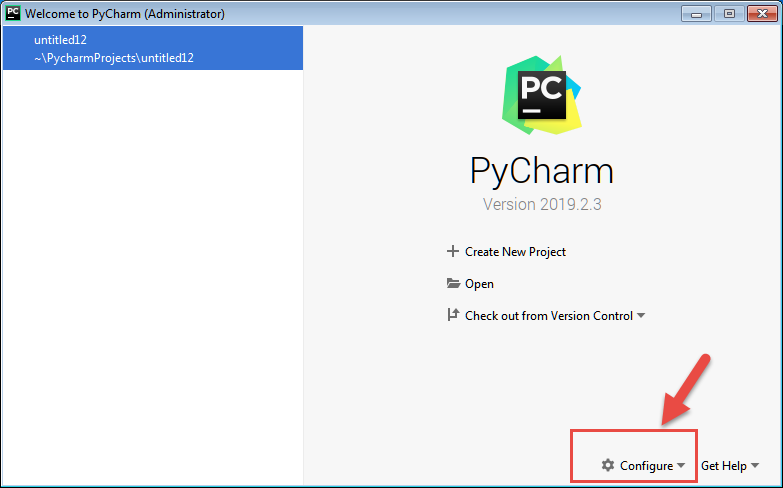 PC Welcome to PyCharm (Administrator)
untitled12
~\PycharmProjects\untitled12
PC
PyCharm
Version 2019.2.3
Create New Project
Open
Check out from Version Control
Configure
Get Help